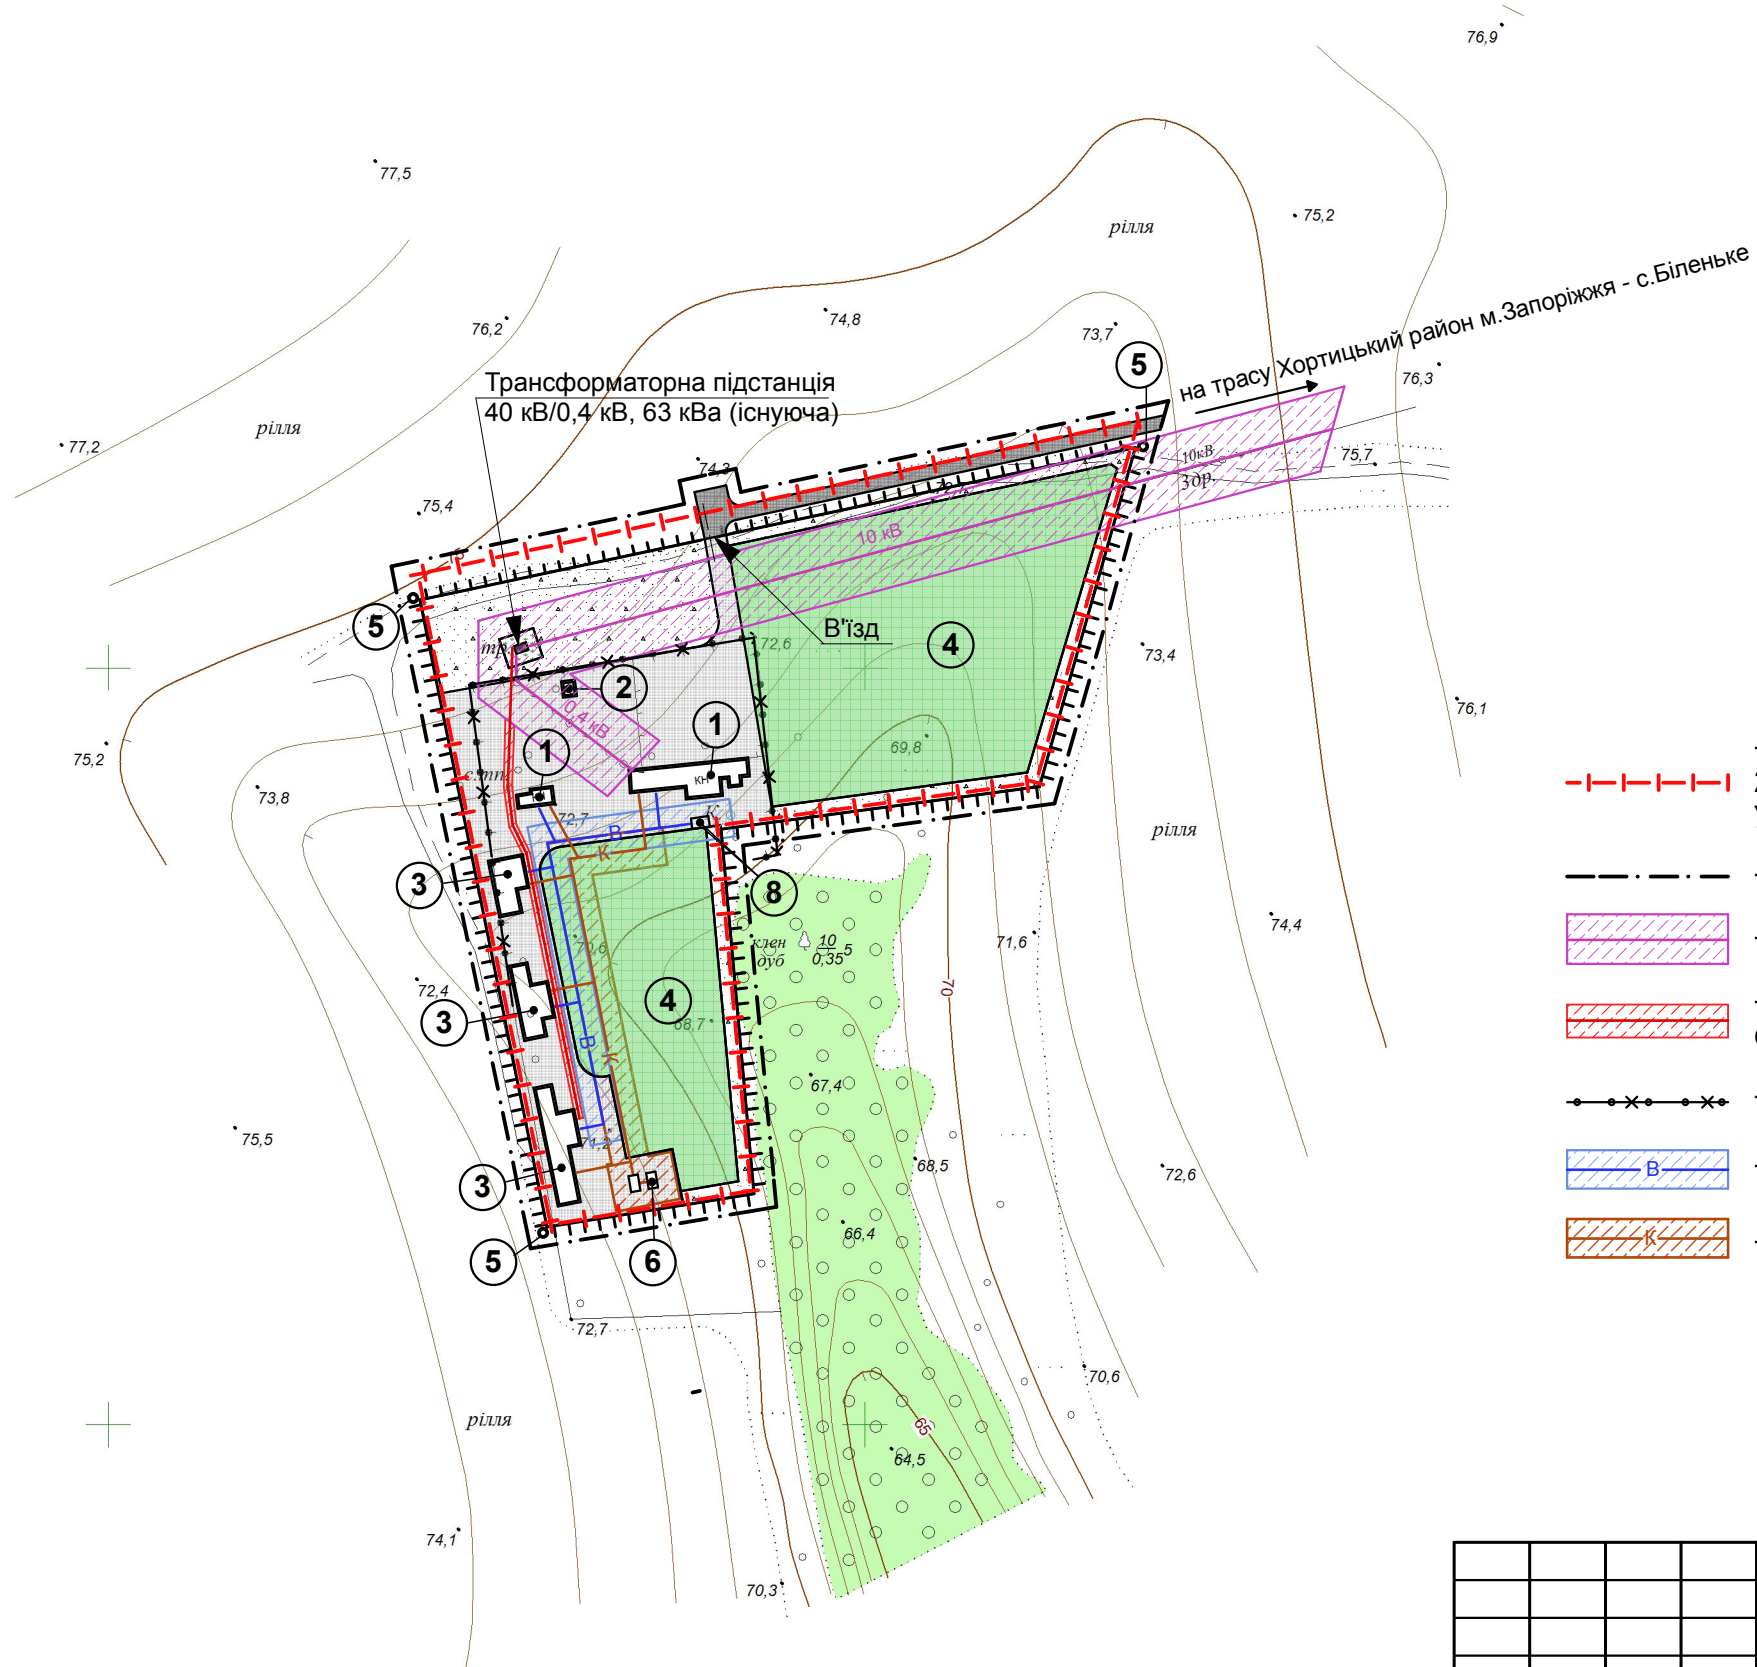 76,9
77,5
75,2
рілля
на трасу Хортицький район м.Запоріжжя - с.Біленьке
76,2
74,8
73,7
5
76,3
Трансформаторна підстанція
40 кВ/0,4 кВ, 63 кВа (існуюча)
рілля
77,2
74,3
10кВ
3др.
75,7
75,4
10 кВ
5
В'їзд
72,6
4
73,4
тр.
2
76,1
0,4 кВ
1
1
69,8
75,2
с.тп.
кн
73,8
72,7
В
К
К
рілля
3
8
74,4
70,6
клен
дуб
10
0,35
5
71,6
72,4
70
4
3
68,7
В
К
67,4
75,5
71,2
68,5
72,6
В
3
6
5
66,4
К
72,7
70,6
рілля
65
64,5
74,1
70,3